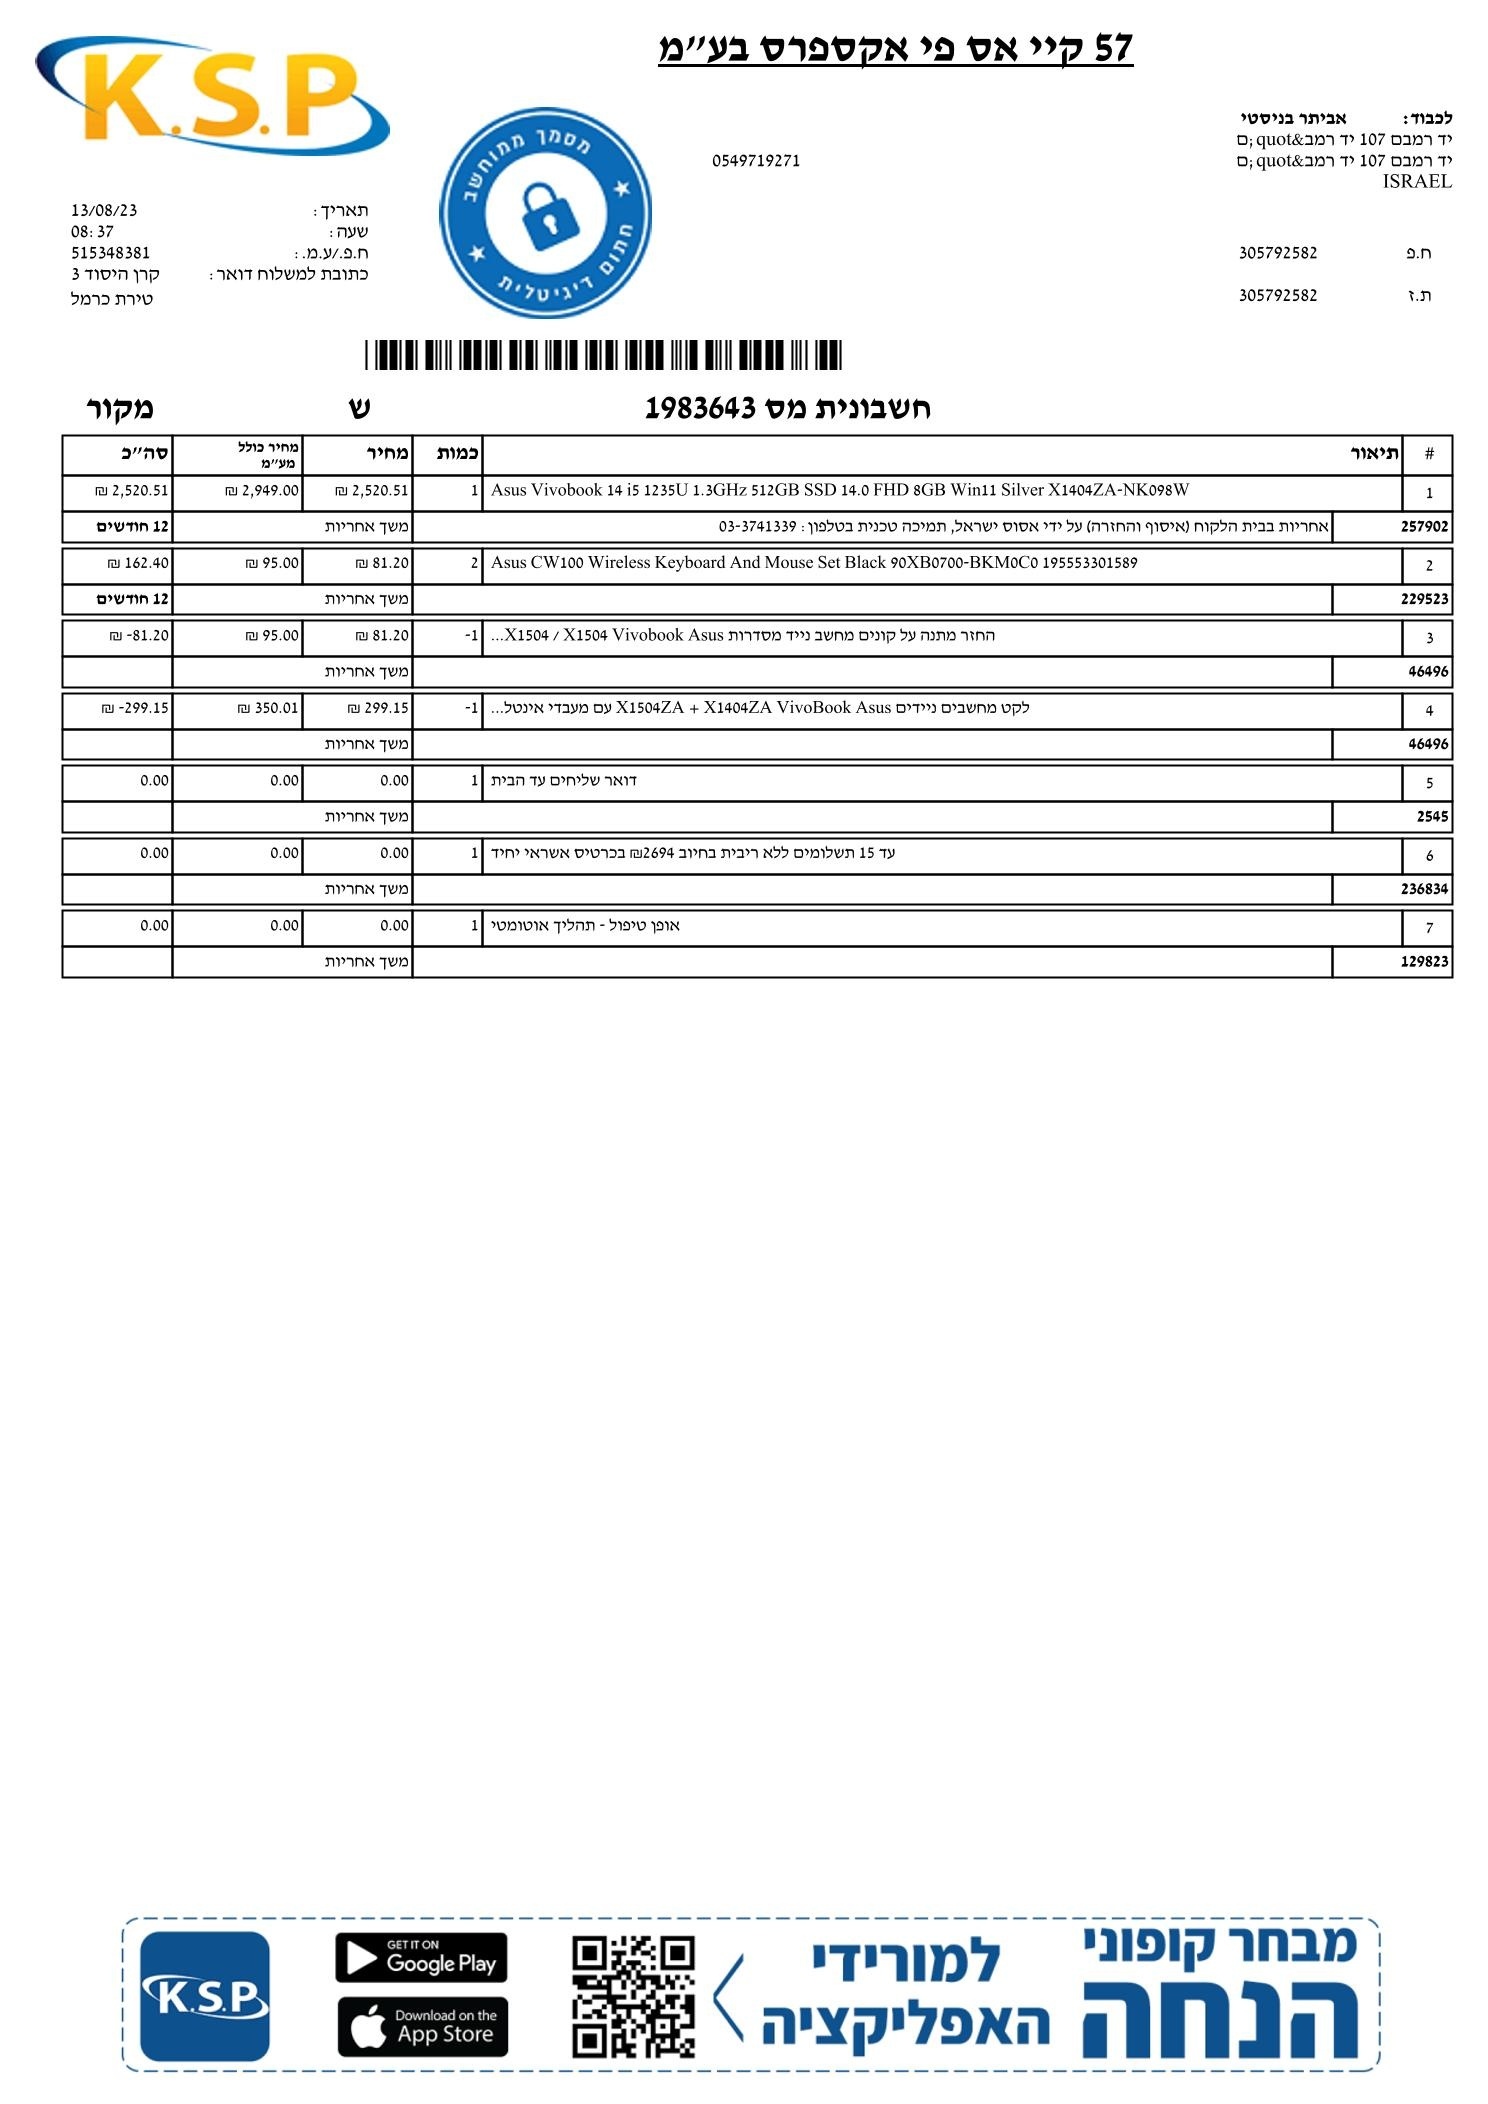 K.S.P
57 קיי אס פי אקספרס בע"מ
לכבוד: אביתר בניסטי
יד רמבם 107 יד רמב&quot;ם
יד רמבם 107 יד רמב&quot;ם
ISRAEL
ח.פ 305792582
ת.ז 305792582
0549719271
מסמך ממוחשב
חתום דיגיטלית
תאריך: 13/08/23
שעה: 08:37
ח.פ./ע.מ.: 515348381
כתובת למשלוח דואר: קרן היסוד 3
טירת כרמל
חשבונית מס 1983643 ש מקור
# תיאור כמות מחיר מחיר כולל מע"מ סה"כ
1 Asus Vivobook 14 i5 1235U 1.3GHz 512GB SSD 14.0 FHD 8GB Win11 Silver X1404ZA-NK098W 1 2,520.51 ₪ 2,949.00 ₪ 2,520.51 ₪
257902 אחריות בבית הלקוח (איסוף והחזרה) על ידי אסוס ישראל, תמיכה טכנית בטלפון: 03-3741339 משך אחריות 12 חודשים
2 Asus CW100 Wireless Keyboard And Mouse Set Black 90XB0700-BKM0C0 195553301589 2 81.20 ₪ 95.00 ₪ 162.40 ₪
229523 משך אחריות 12 חודשים
3 החזר מתנה על קונים מחשב נייד מסדרות X1504 / X1504 Vivobook Asus... -1 81.20 ₪ 95.00 ₪ -81.20 ₪
46496 משך אחריות
4 לקט מחשבים ניידים X1504ZA + X1404ZA VivoBook Asus עם מעבדי אינטל... -1 299.15 ₪ 350.01 ₪ -299.15 ₪
46496 משך אחריות
5 דואר שליחים עד הבית 1 0.00 0.00 0.00
2545 משך אחריות
6 עד 15 תשלומים ללא ריבית בחיוב 2694₪ בכרטיס אשראי יחיד 1 0.00 0.00 0.00
236834 משך אחריות
7 אופן טיפול - תהליך אוטומטי 1 0.00 0.00 0.00
129823 משך אחריות
מבחר קופוני
הנחה
למורידי
האפליקציה
GET IT ON
Google Play
Download on the
App Store
K.S.P